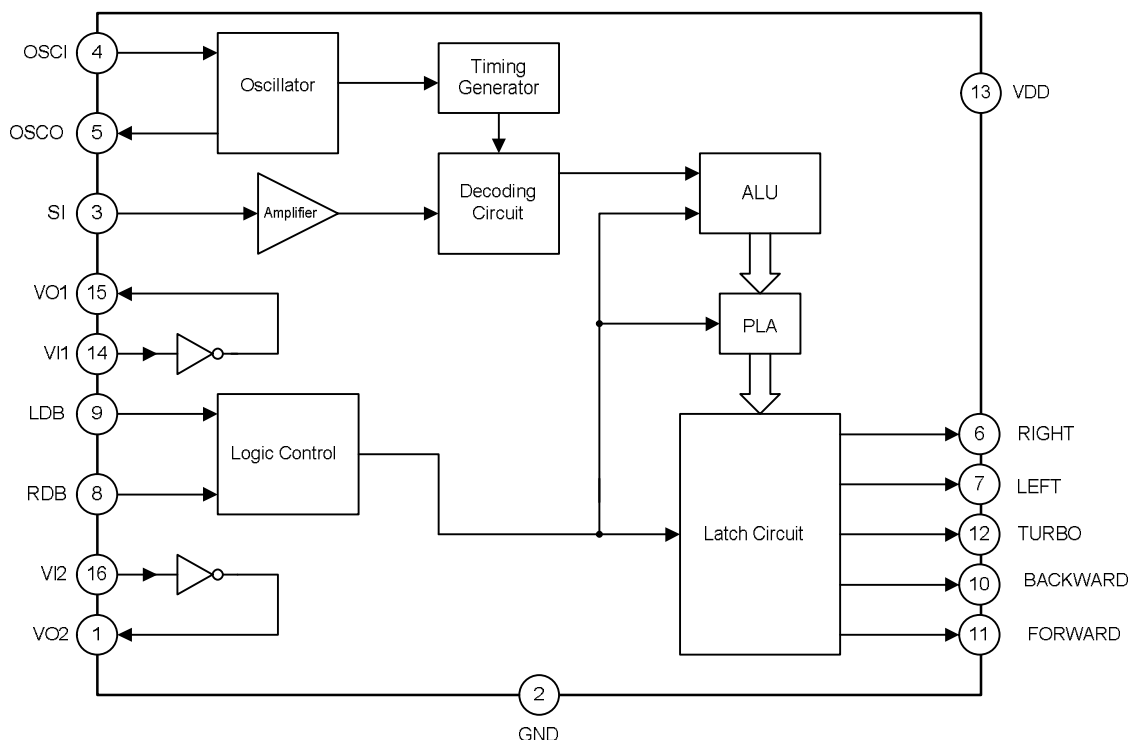 OSCI
4
Oscillator
Timing
Generator
13
VDD
OSCO
5
SI
3
Amplifier
Decoding
Circuit
ALU
VO1
15
PLA
VI1
14
LDB
9
Logic Control
RDB
8
VI2
16
VO2
1
Latch Circuit
6
RIGHT
7
LEFT
12
TURBO
10
BACKWARD
11
FORWARD
2
GND